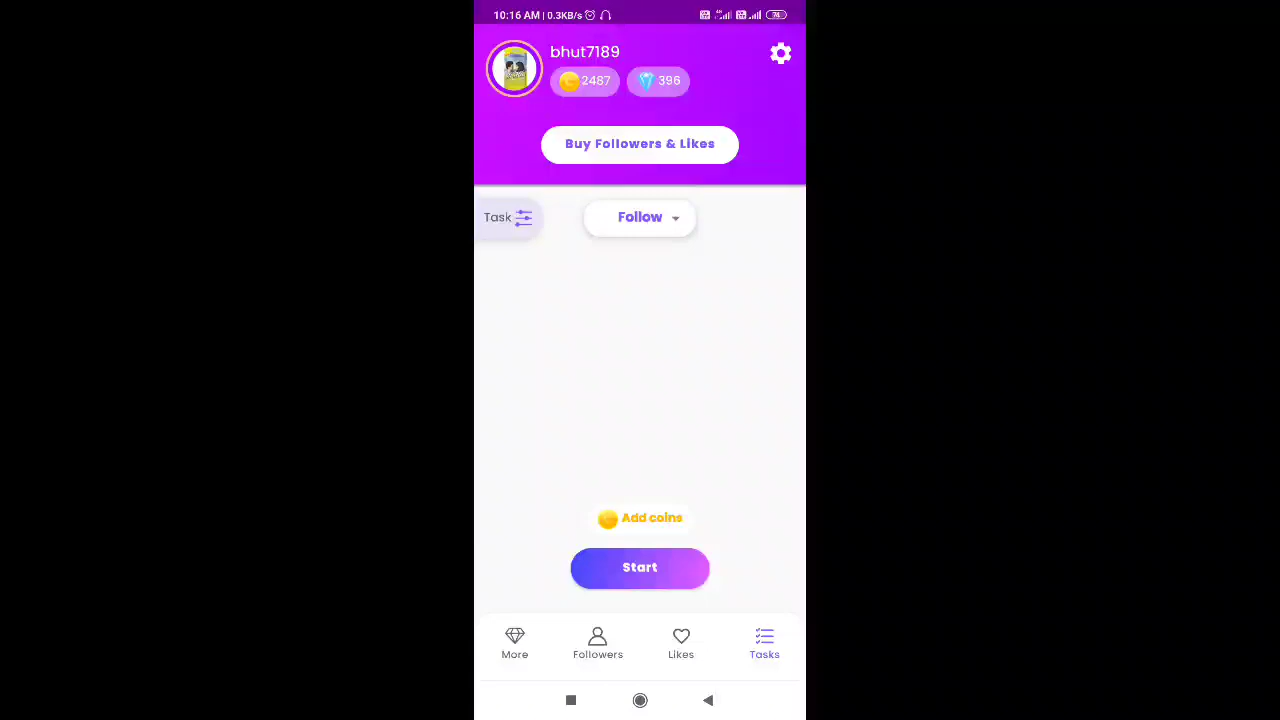 10:16 AM | 0.3KB/s
74
bhut7189
2487
396
Buy Followers & Likes
Task
Follow
Add coins
Start
More
Followers
Likes
Tasks